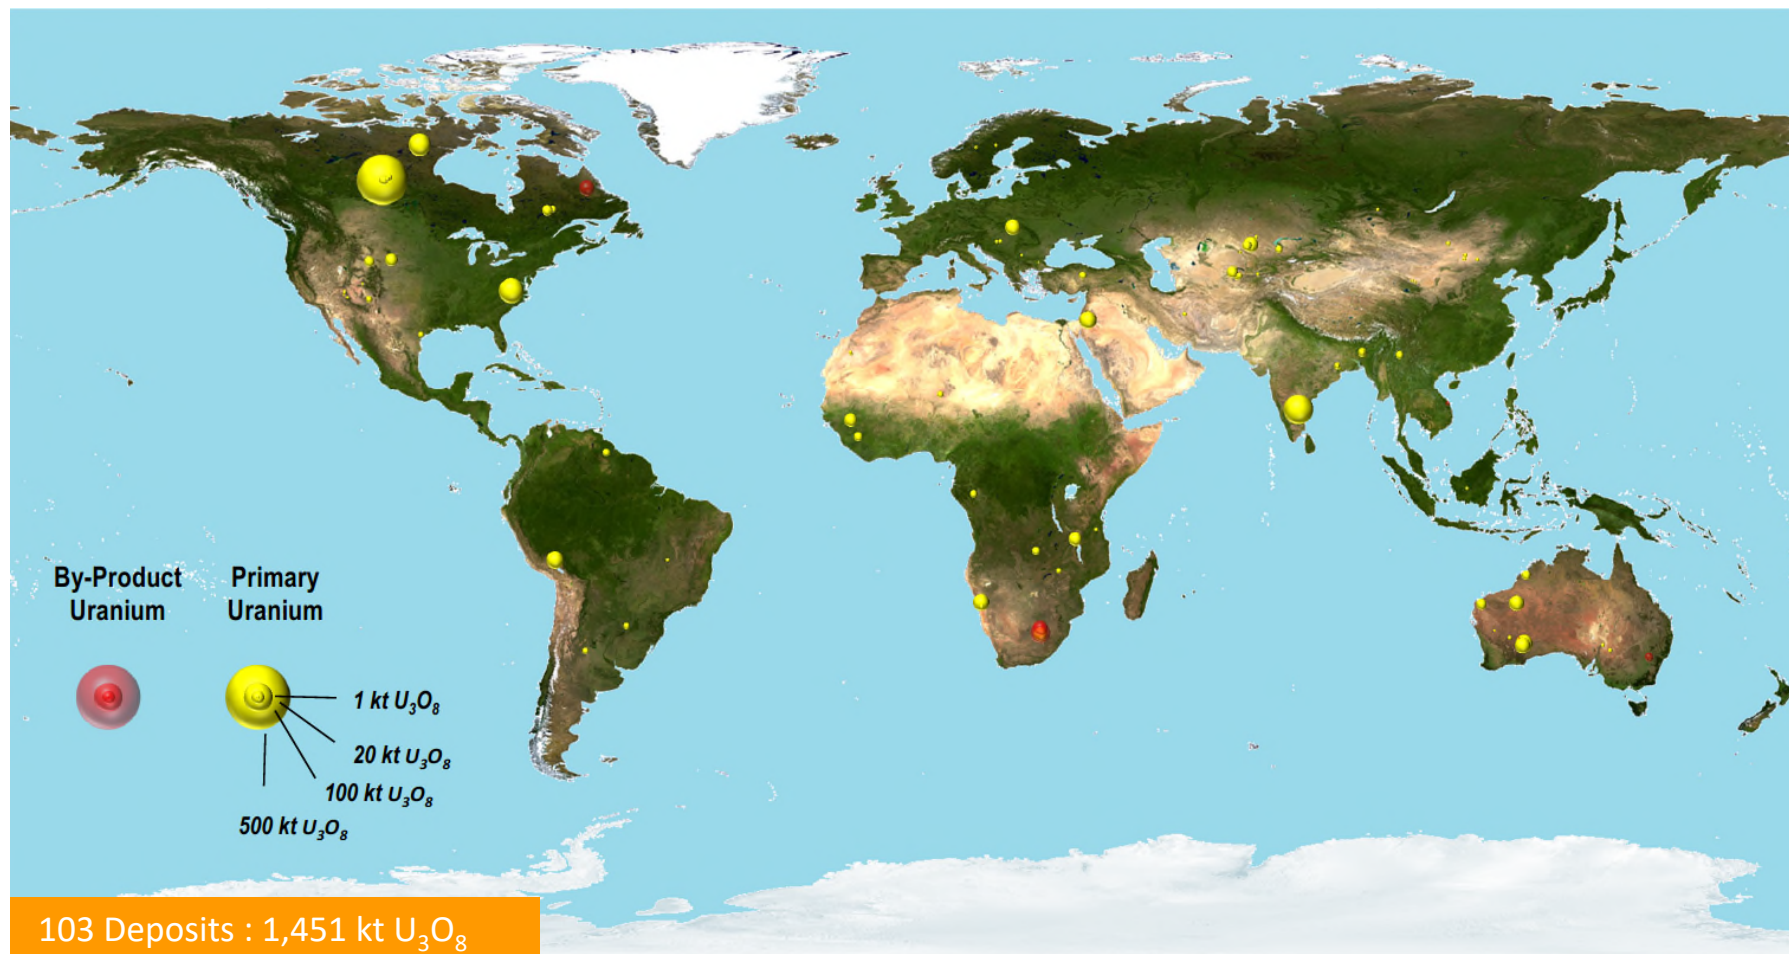 By-Product
Uranium
Primary
Uranium
1 kt U₃O₈
20 kt U₃O₈
100 kt U₃O₈
500 kt U₃O₈
103 Deposits : 1,451 kt U₃O₈